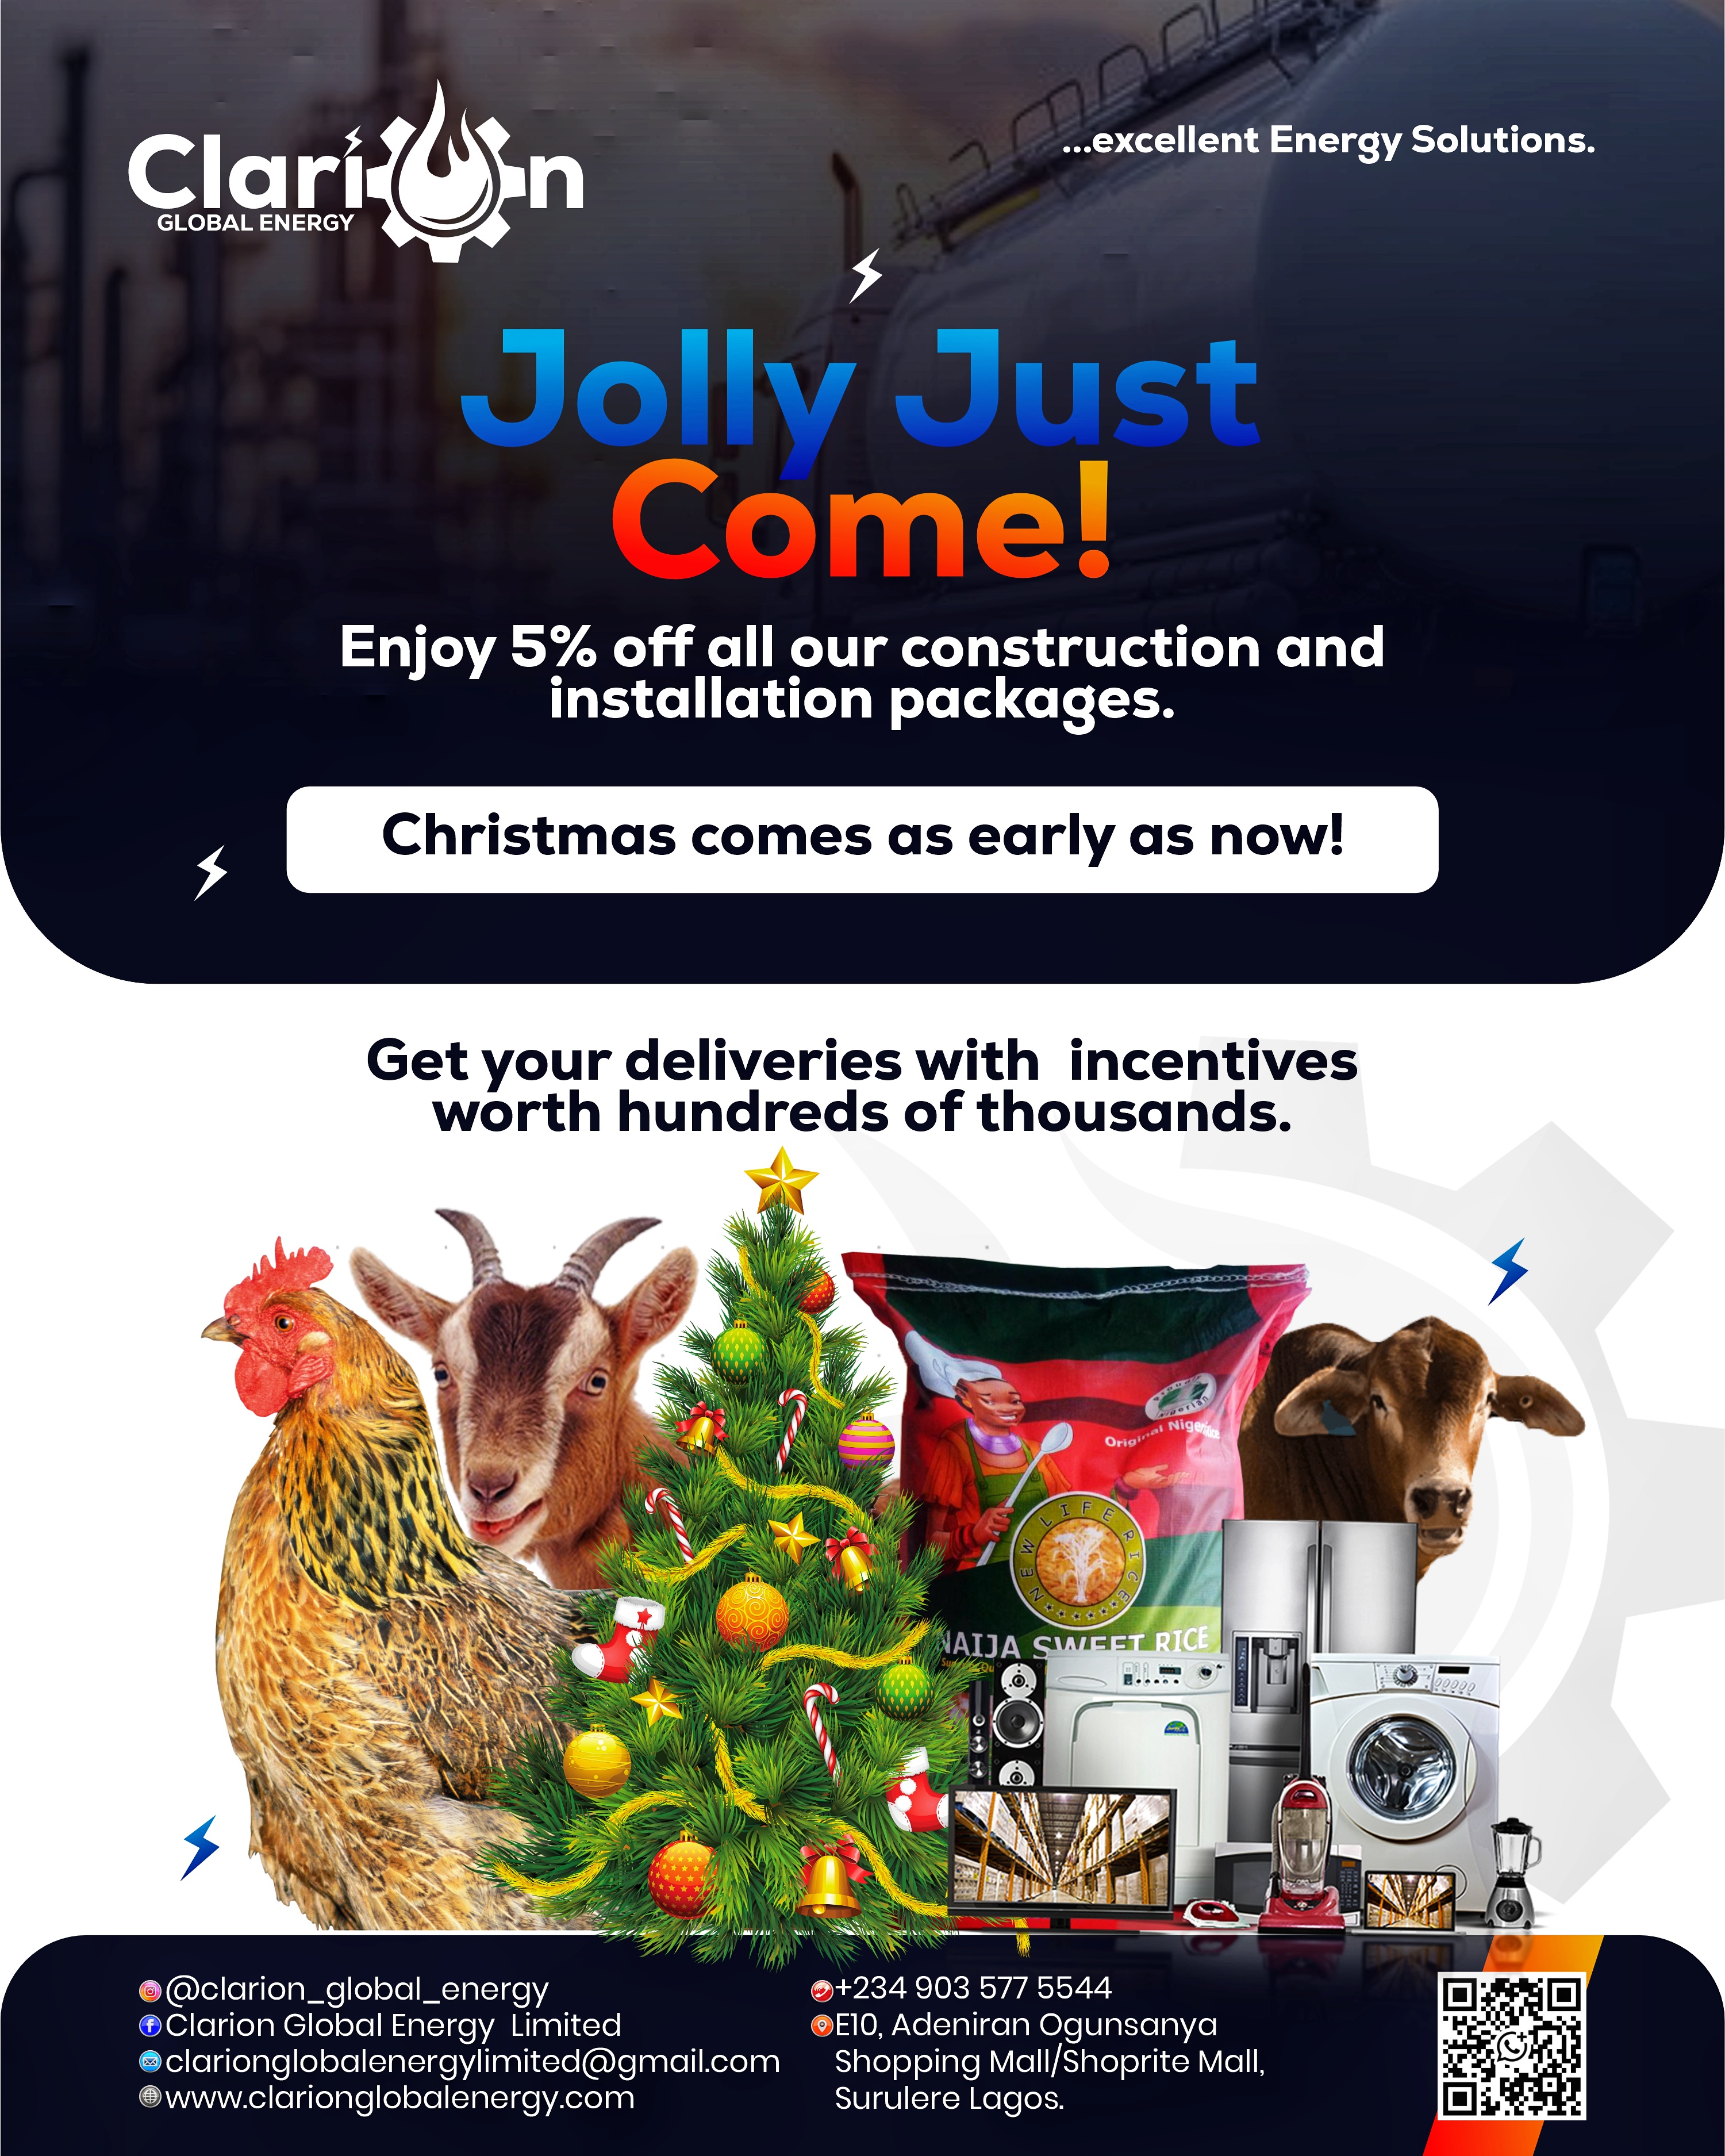 Clarion
GLOBAL ENERGY
...excellent Energy Solutions.
Jolly Just
Come!
Enjoy 5% off all our construction and
installation packages.
Christmas comes as early as now!
Get your deliveries with incentives
worth hundreds of thousands.
Original
NEW LIFE RICE
NAIJA SWEET RICE
@clarion_global_energy
Clarion Global Energy Limited
clarionglobalenergylimited@gmail.com
www.clarionglobalenergy.com
+234 903 577 5544
E10, Adeniran Ogunsanya
Shopping Mall/Shoprite Mall,
Surulere Lagos.